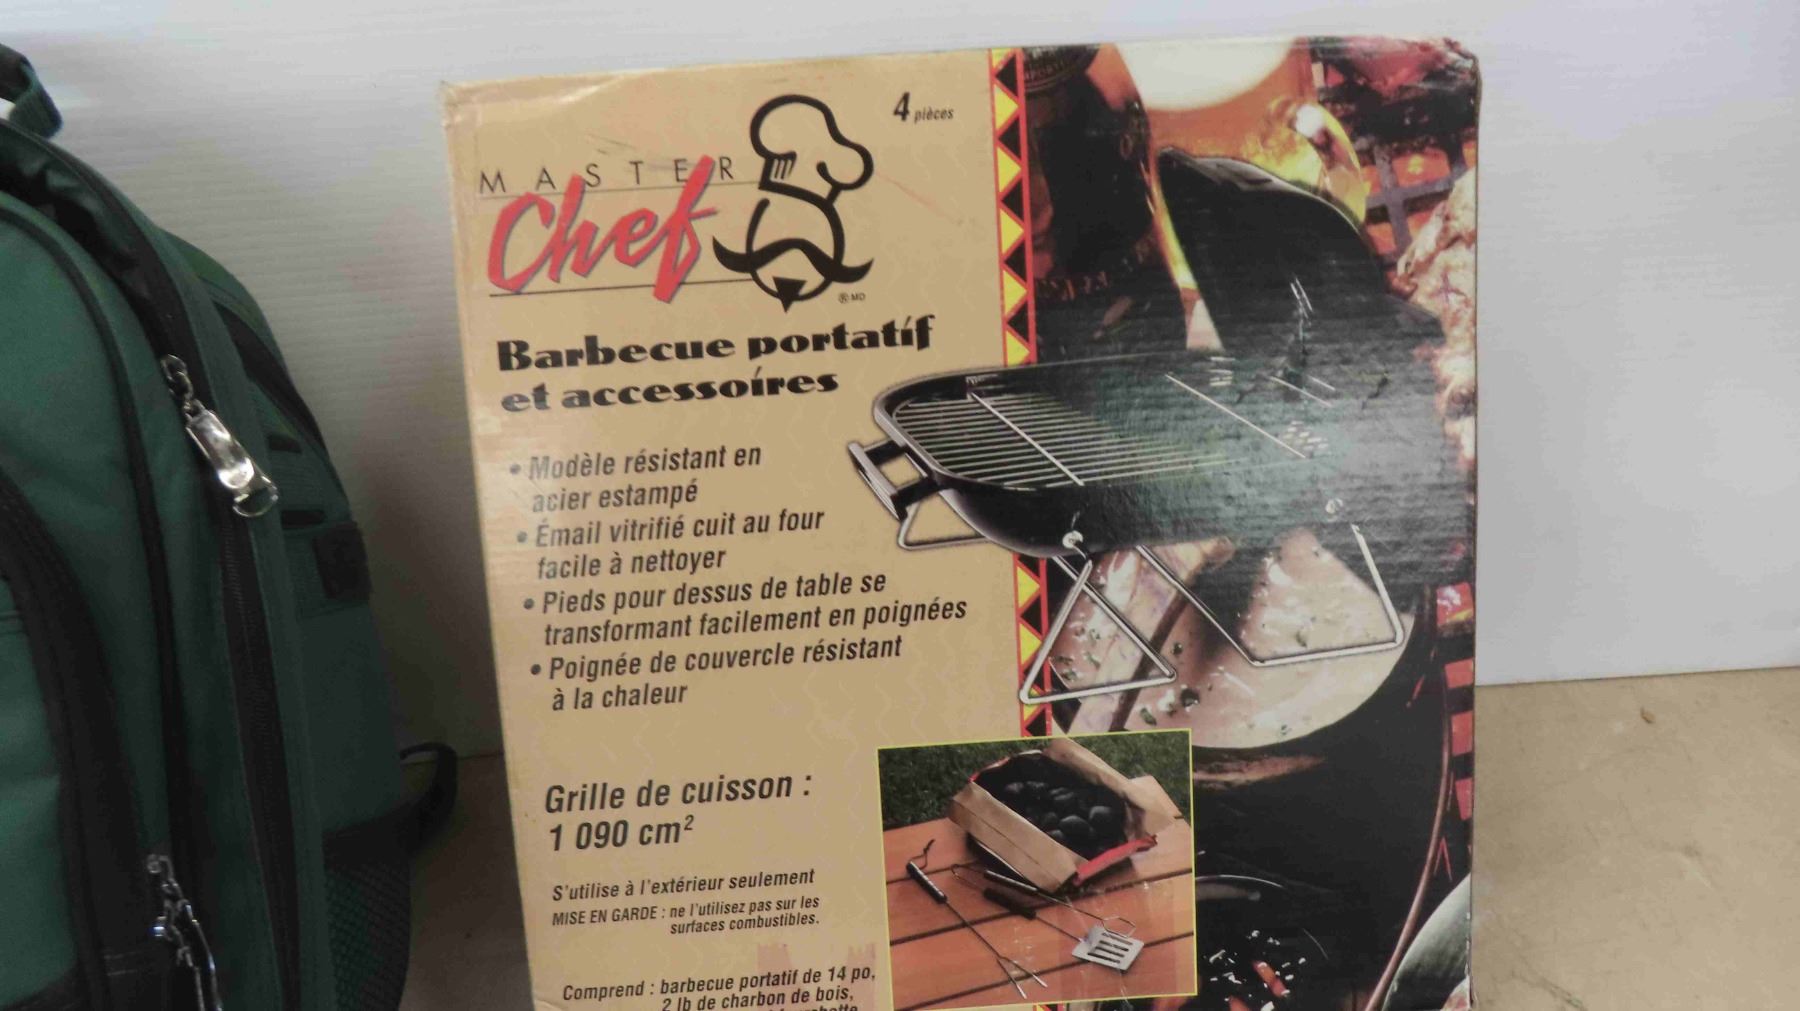 4 pièces
MASTER
Chef
® MD
Barbecue portatif
et accessoires
• Modèle résistant en
acier estampé
• Émail vitrifié cuit au four
facile à nettoyer
• Pieds pour dessus de table se
transformant facilement en poignées
• Poignée de couvercle résistant
à la chaleur
Grille de cuisson :
1 090 cm²
S'utilise à l'extérieur seulement
MISE EN GARDE : ne l'utilisez pas sur les
surfaces combustibles.
Comprend : barbecue portatif de 14 po,
2 lb de charbon de bois,